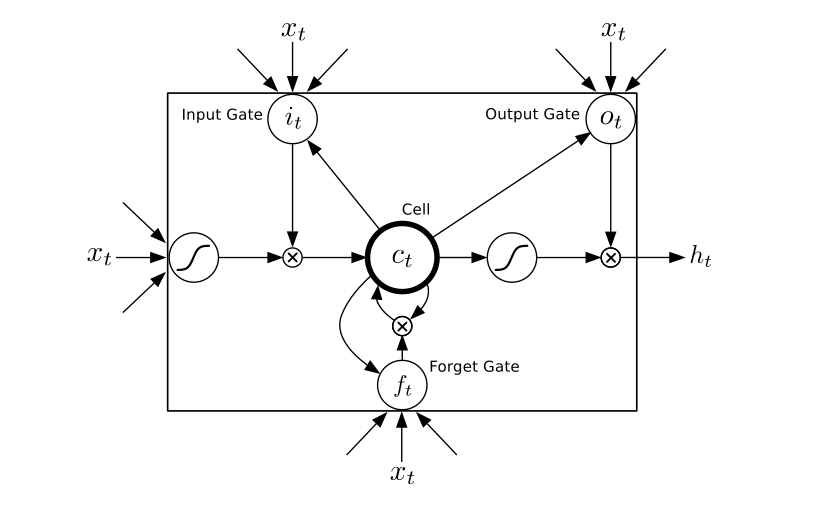 x_t
x_t
Input Gate
i_t
Output Gate
o_t
Cell
x_t
c_t
h_t
Forget Gate
f_t
x_t